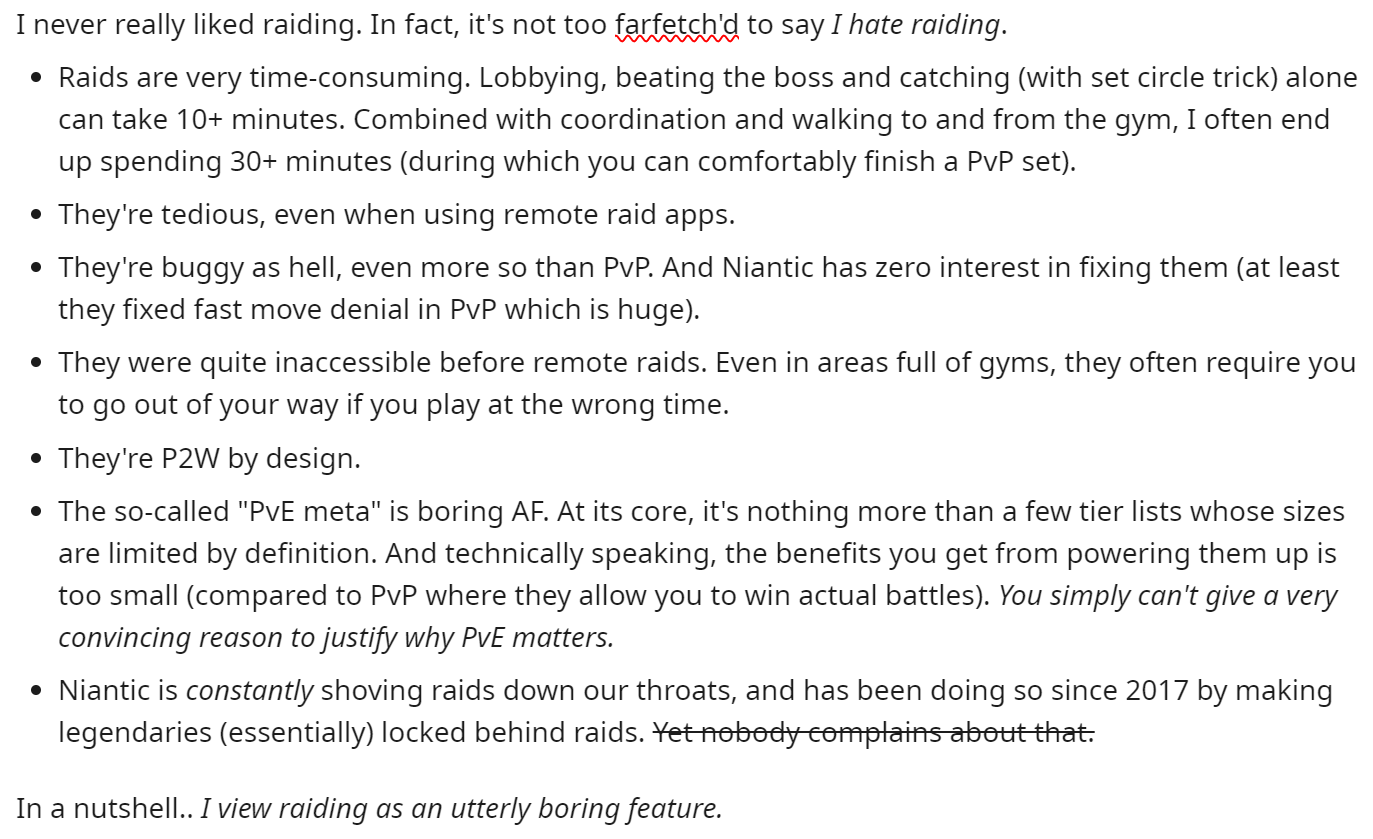 I never really liked raiding. In fact, it's not too farfetch'd to say I hate raiding.
Raids are very time-consuming. Lobbying, beating the boss and catching (with set circle trick) alone
can take 10+ minutes. Combined with coordination and walking to and from the gym, I often end
up spending 30+ minutes (during which you can comfortably finish a PvP set).
They're tedious, even when using remote raid apps.
They're buggy as hell, even more so than PvP. And Niantic has zero interest in fixing them (at least
they fixed fast move denial in PvP which is huge).
They were quite inaccessible before remote raids. Even in areas full of gyms, they often require you
to go out of your way if you play at the wrong time.
They're P2W by design.
The so-called "PvE meta" is boring AF. At its core, it's nothing more than a few tier lists whose sizes
are limited by definition. And technically speaking, the benefits you get from powering them up is
too small (compared to PvP where they allow you to win actual battles). You simply can't give a very
convincing reason to justify why PvE matters.
Niantic is constantly shoving raids down our throats, and has been doing so since 2017 by making
legendaries (essentially) locked behind raids. Yet nobody complains about that.
In a nutshell.. I view raiding as an utterly boring feature.